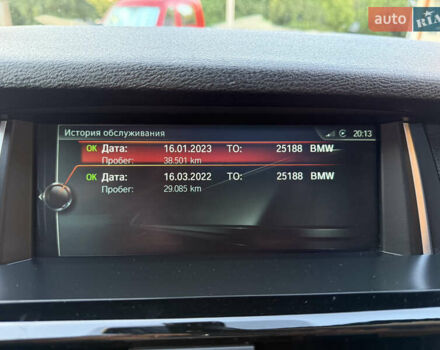 auto RIA
История обслуживания 20:13
OK Дата: 16.01.2023 ТО: 25188 BMW
Пробег: 38.501 km
OK Дата: 16.03.2022 ТО: 25188 BMW
Пробег: 29.085 km